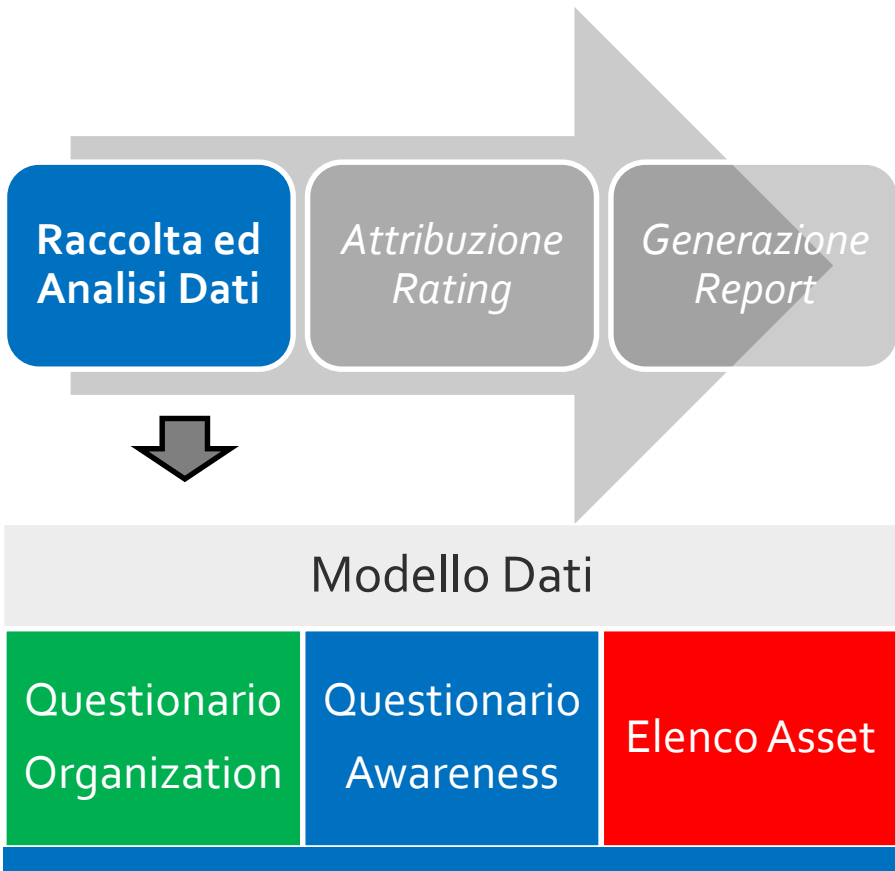 Raccolta ed
Analisi Dati
Attribuzione
Rating
Generazione
Report
Modello Dati
Questionario
Organization
Questionario
Awareness
Elenco Asset